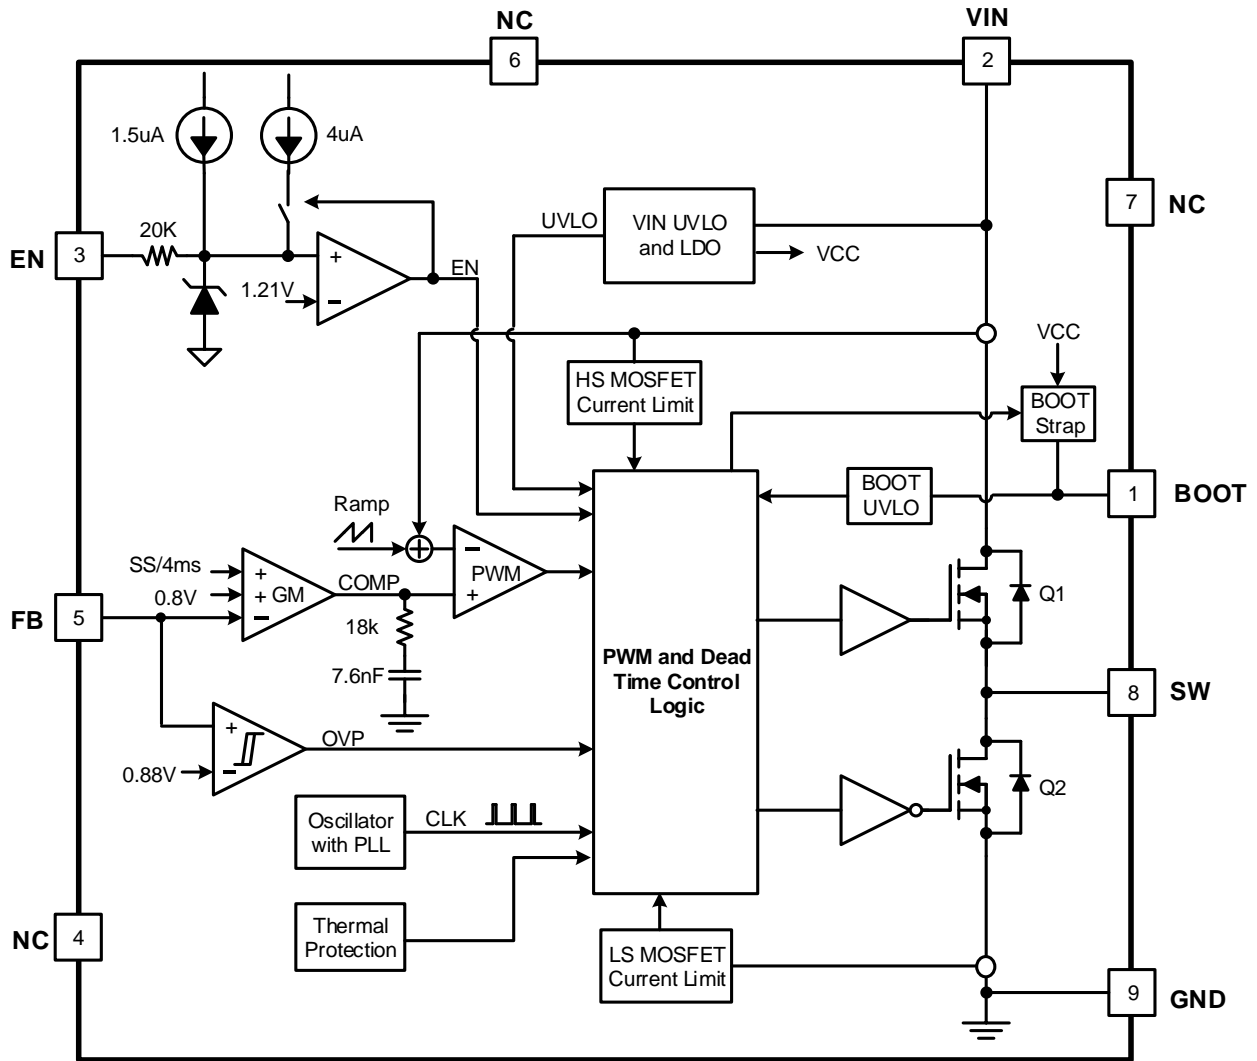 NC
VIN
6
2
1.5uA
4uA
7
NC
20K
UVLO
VIN UVLO
and LDO
VCC
EN
3
EN
1.21V
VCC
HS MOSFET
Current Limit
BOOT
Strap
Ramp
BOOT
UVLO
1
BOOT
SS/4ms
+
GM
COMP
PWM
−
+
0.8V
+
−
FB
5
18k
Q1
7.6nF
PWM and Dead
Time Control
Logic
8
SW
+
−
OVP
0.88V
Q2
Oscillator
with PLL
CLK
NC
4
Thermal
Protection
LS MOSFET
Current Limit
9
GND